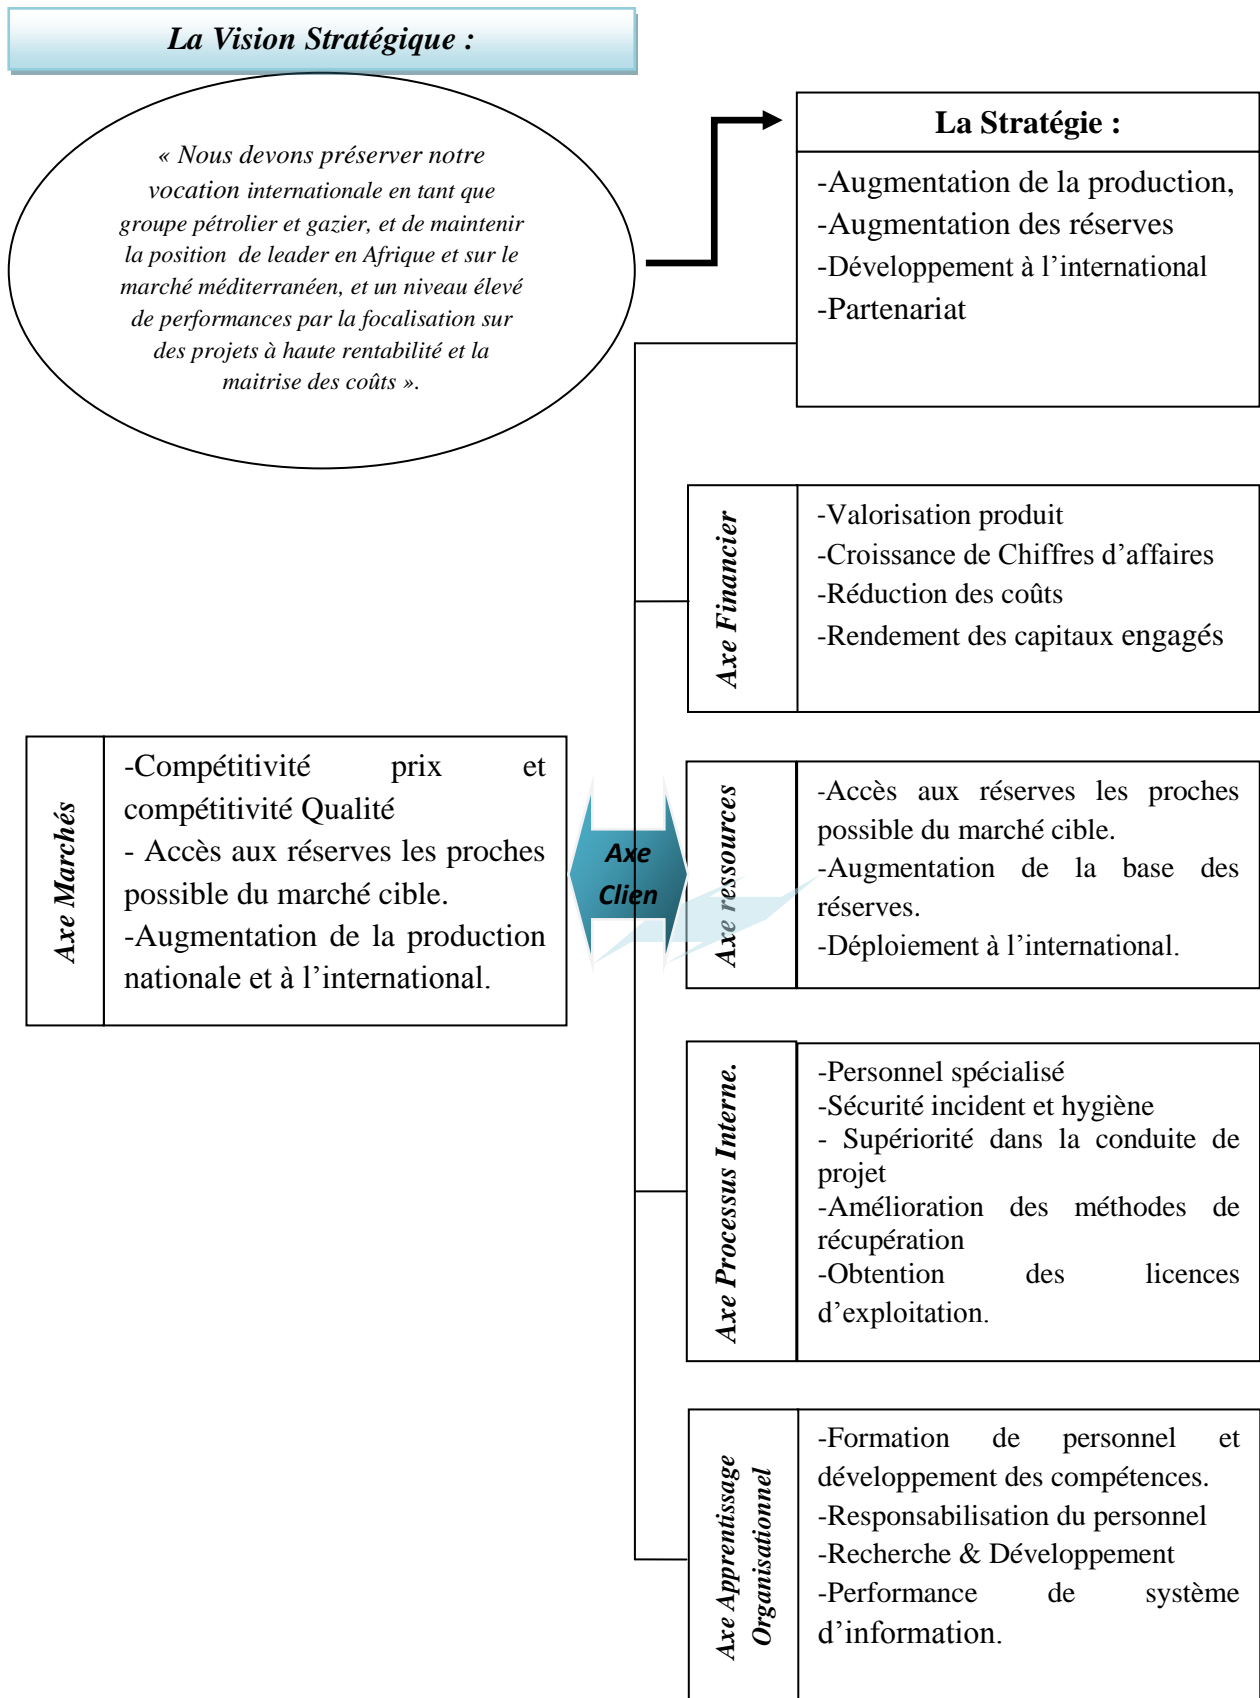 La Vision Stratégique :
« Nous devons préserver notre
vocation internationale en tant que
groupe pétrolier et gazier, et de maintenir
la position de leader en Afrique et sur le
marché méditerranéen, et un niveau élevé
de performances par la focalisation sur
des projets à haute rentabilité et la
maitrise des coûts ».
La Stratégie :
-Augmentation de la production,
-Augmentation des réserves
-Développement à l’international
-Partenariat
Axe Financier
-Valorisation produit
-Croissance de Chiffres d’affaires
-Réduction des coûts
-Rendement des capitaux engagés
Axe Marchés
-Compétitivité prix et
compétitivité Qualité
- Accès aux réserves les proches
possible du marché cible.
-Augmentation de la production
nationale et à l’international.
Axe
Clien
Axe ressources
-Accès aux réserves les proches
possible du marché cible.
-Augmentation de la base des
réserves.
-Déploiement à l’international.
Axe Processus Interne.
-Personnel spécialisé
-Sécurité incident et hygiène
- Supériorité dans la conduite de
projet
-Amélioration des méthodes de
récupération
-Obtention des licences
d’exploitation.
Axe Apprentissage
Organisationnel
-Formation de personnel et
développement des compétences.
-Responsabilisation du personnel
-Recherche & Développement
-Performance de système
d’information.